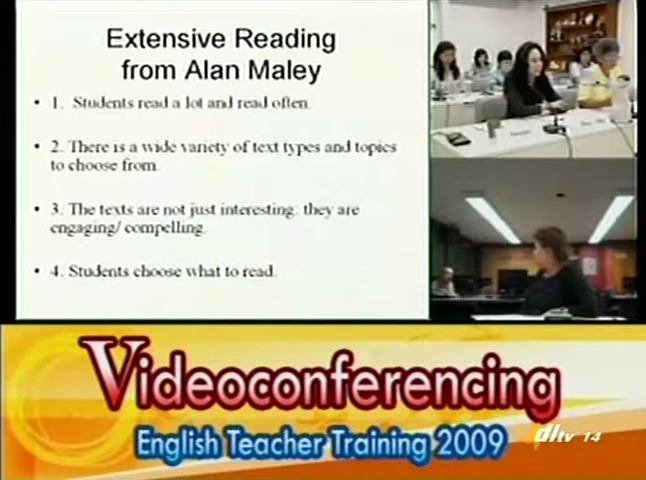 Extensive Reading
from Alan Maley
• 1. Students read a lot and read often.
• 2. There is a wide variety of text types and topics
to choose from.
• 3. The texts are not just interesting: they are
engaging/ compelling.
• 4. Students choose what to read.
Videoconferencing
English Teacher Training 2009
dltv 14